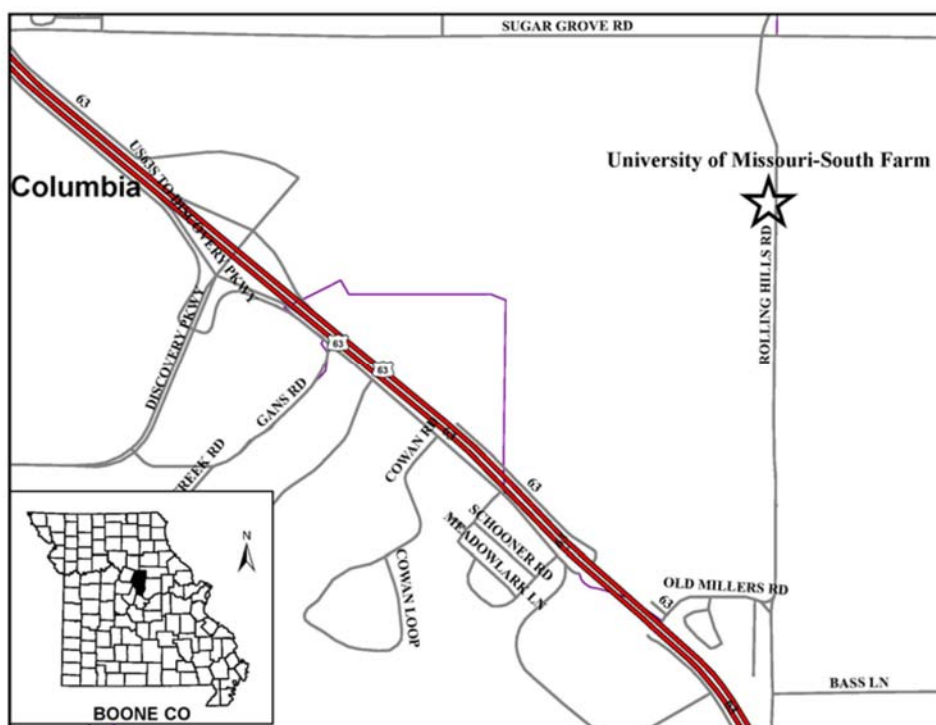 SUGAR GROVE RD
63
US63S TO DISCOVERY PKWY
University of Missouri-South Farm
Columbia
ROLLING HILLS RD
DISCOVERY PKWY
63
63
GANS RD
COWAN RD
63
REEK RD
63
SCHOONER RD
MEADOWLARK LN
N
COWAN LOOP
OLD MILLERS RD
63
BASS LN
63
BOONE CO